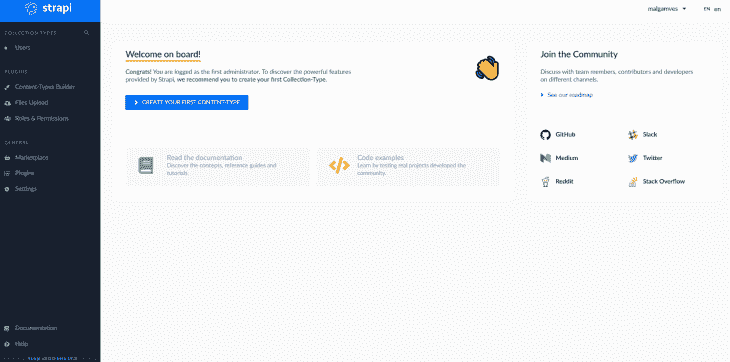 strapi
malgamves
EN en
COLLECTION TYPES
Users
PLUGINS
Content-Types Builder
Files Upload
Roles & Permissions
GENERAL
Marketplace
Plugins
Settings
Documentation
Help
Welcome on board!
Congrats! You are logged as the first administrator. To discover the powerful features
provided by Strapi, we recommend you to create your first Collection-Type.
CREATE YOUR FIRST CONTENT-TYPE
Read the documentation
Discover the concepts, reference guides and
tutorials.
Code examples
Learn by testing real projects developed the
community.
Join the Community
Discuss with team members, contributors and developers
on different channels.
See our roadmap
GitHub
Slack
Medium
Twitter
Reddit
Stack Overflow